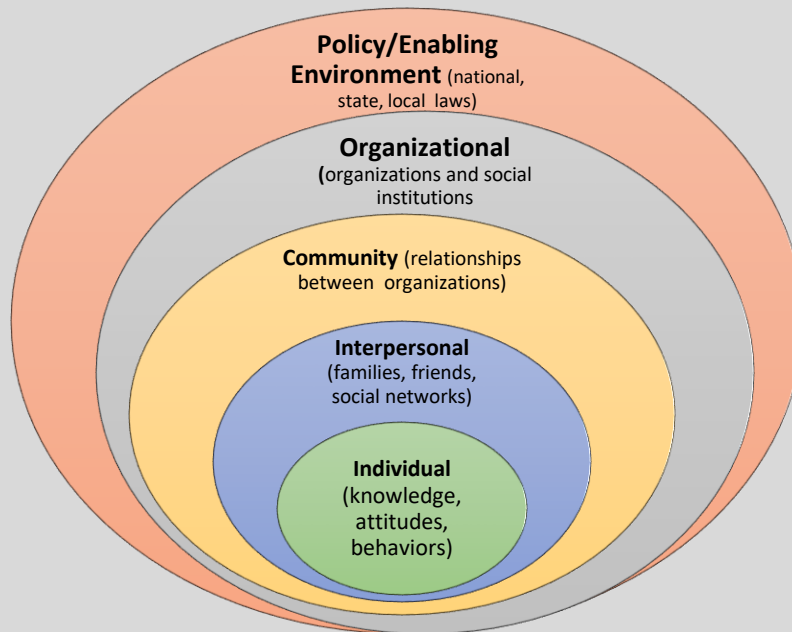 Policy/Enabling
Environment (national,
state, local laws)
Organizational
(organizations and social
institutions
Community (relationships
between organizations)
Interpersonal
(families, friends,
social networks)
Individual
(knowledge,
attitudes,
behaviors)